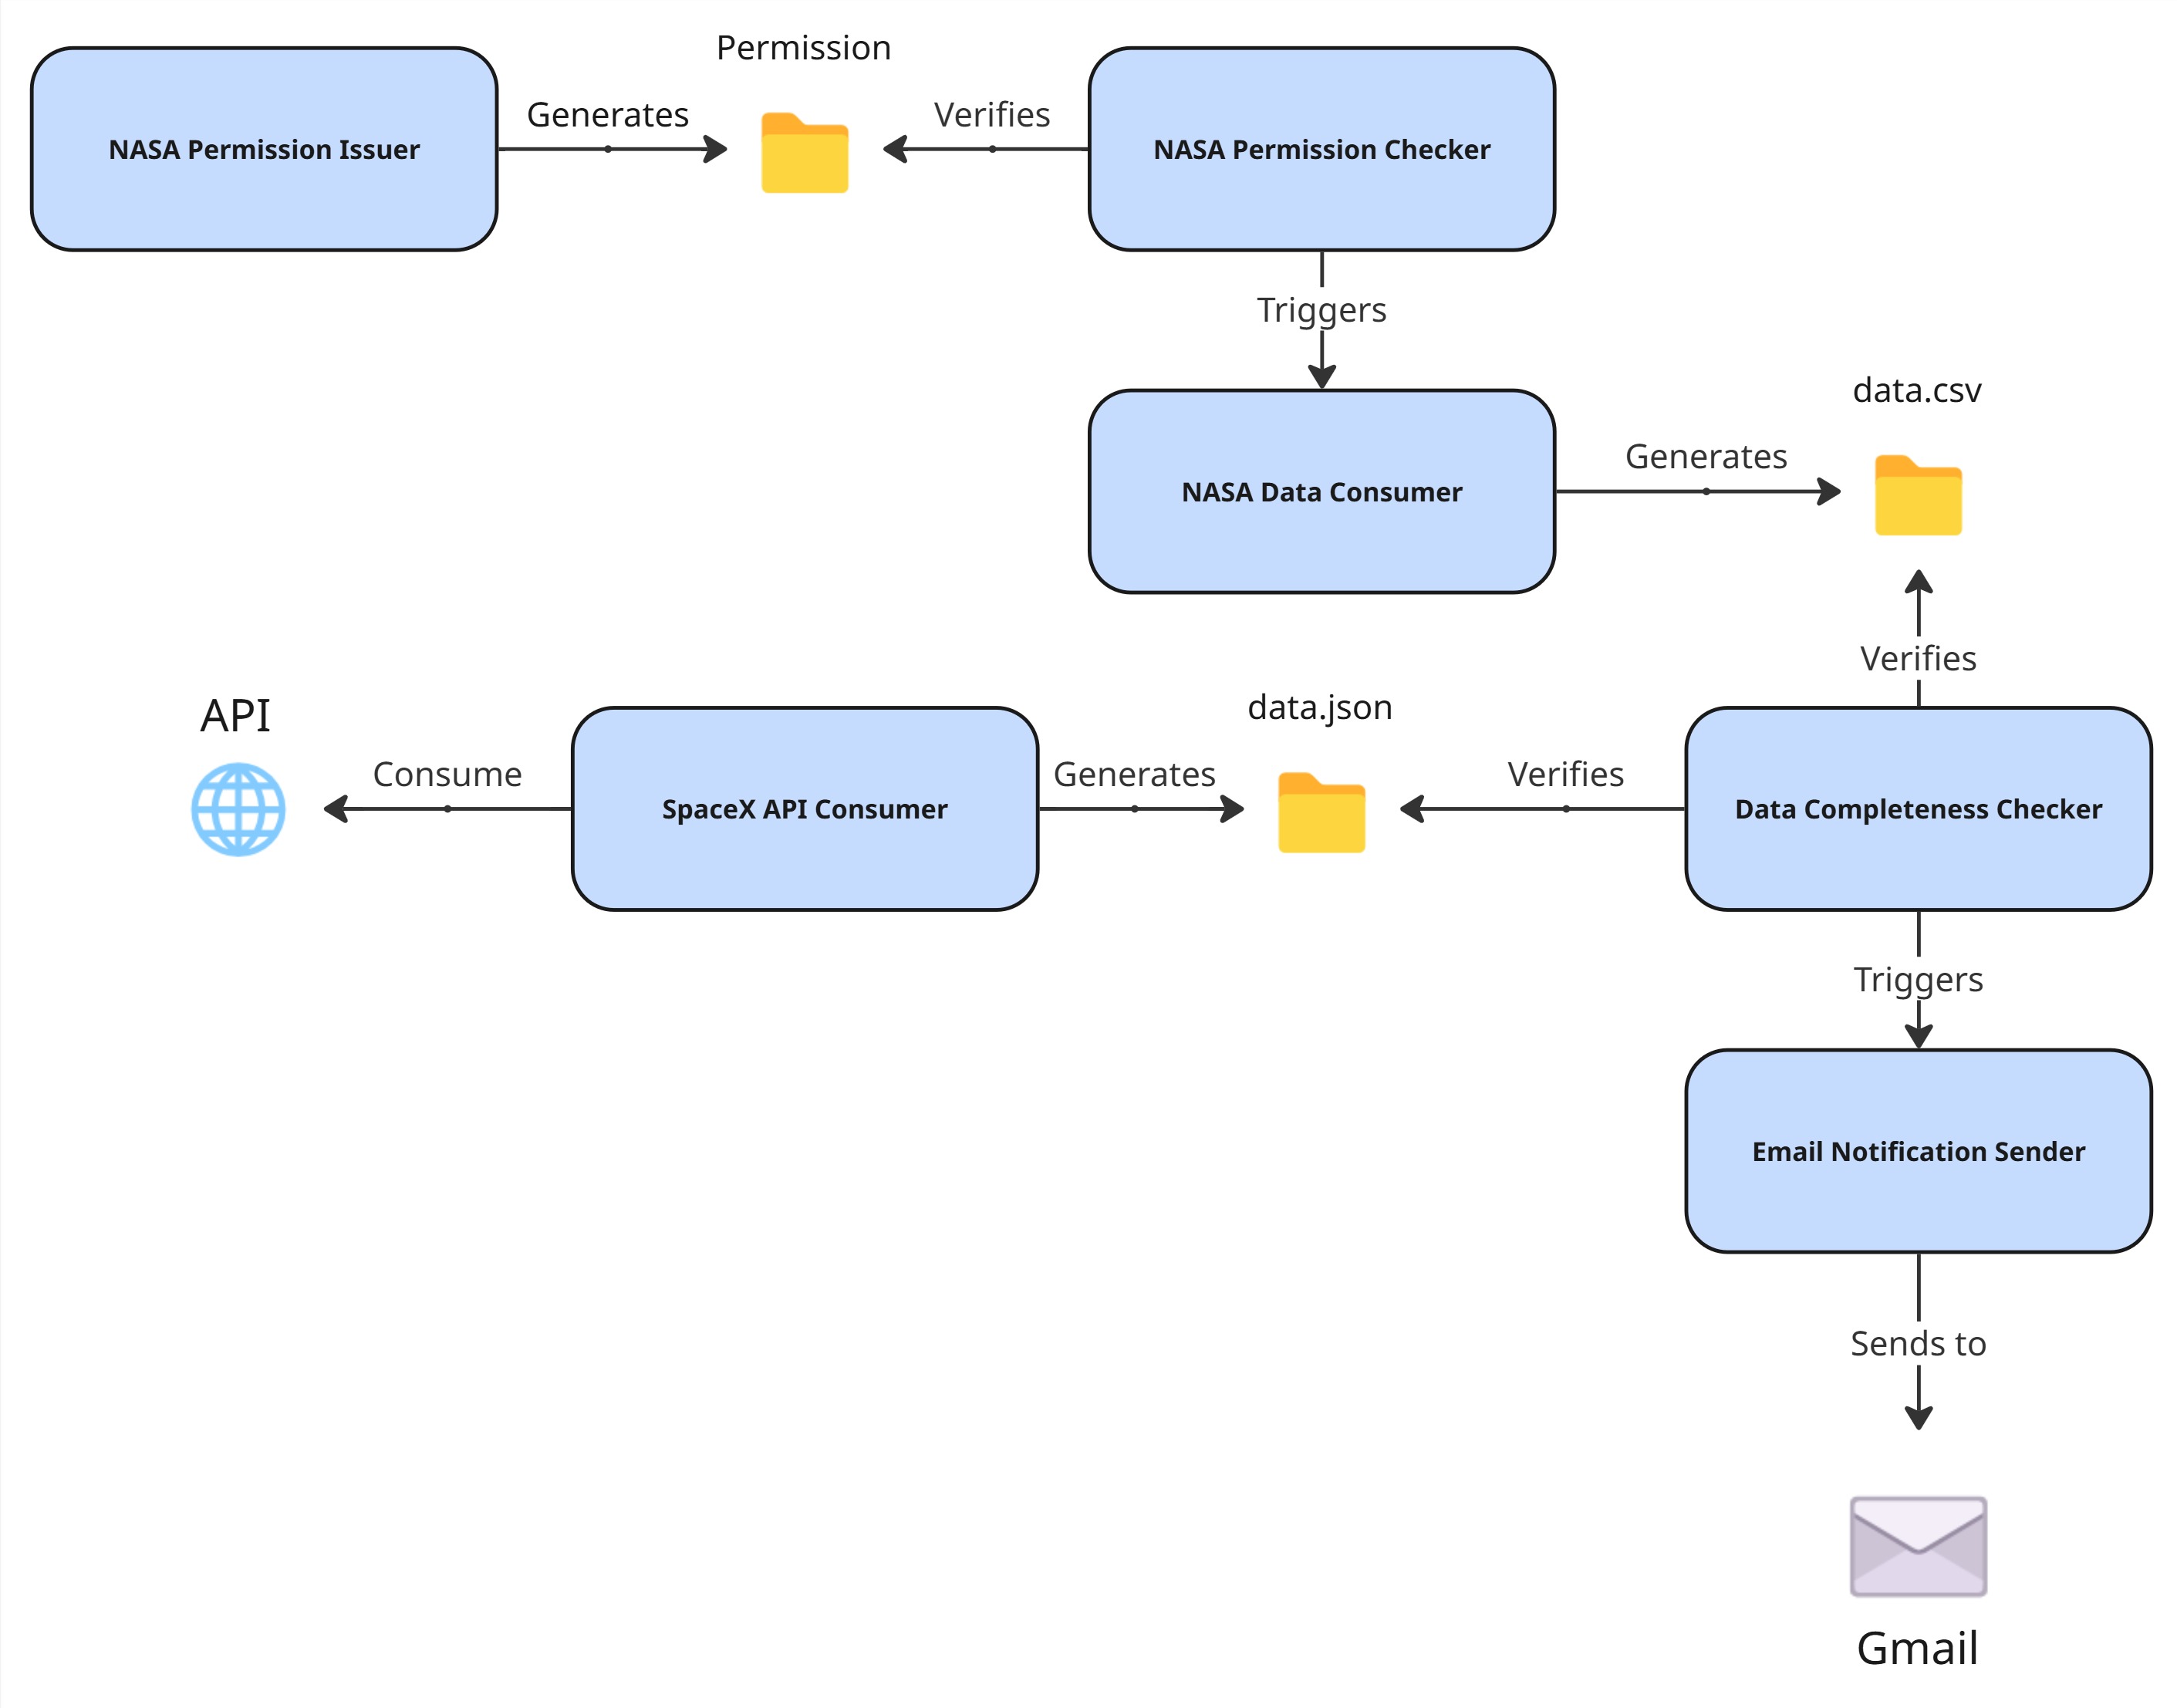 Permission
NASA Permission Issuer
Generates
Verifies
NASA Permission Checker
Triggers
NASA Data Consumer
Generates
data.csv
Verifies
API
Consume
SpaceX API Consumer
Generates
data.json
Verifies
Data Completeness Checker
Triggers
Email Notification Sender
Sends to
Gmail